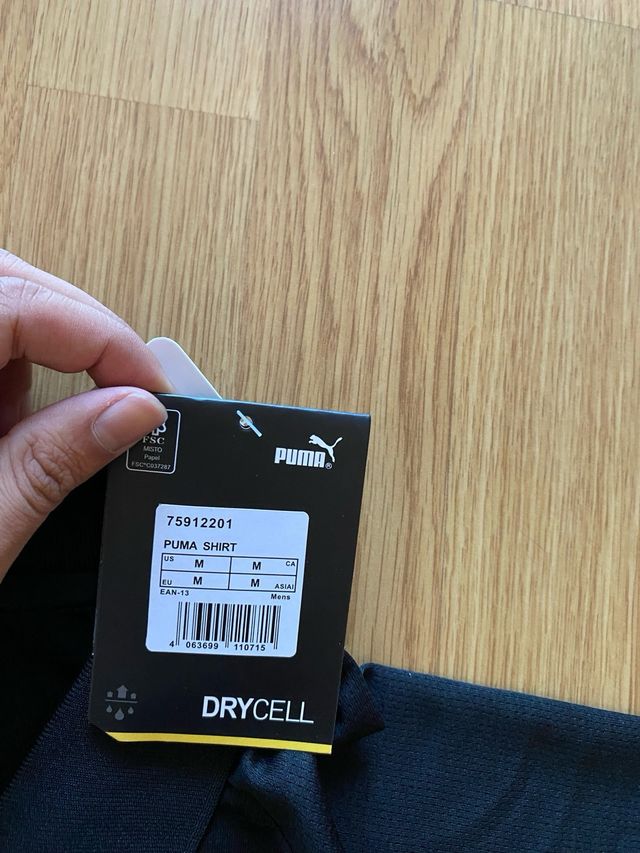 FSC
MISTO
Papel
FSC® C037287
PUMA®
75912201
PUMA SHIRT
US M M CA
EU M M ASIA
EAN-13 Mens
4 063699 110715
DRYCELL